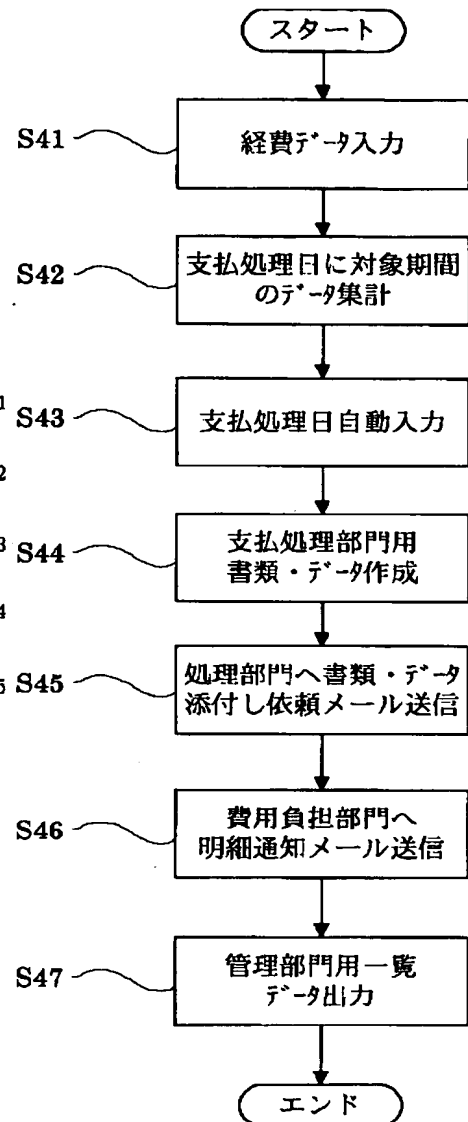 スタート
S41
経費データ入力
S42
支払処理日に対象期間
のデータ集計
1
S43
支払処理日自動入力
2
3
S44
支払処理部門用
書類・データ作成
4
5
S45
処理部門へ書類・データ
添付し依頼メール送信
S46
費用負担部門へ
明細通知メール送信
S47
管理部門用一覧
データ出力
エンド